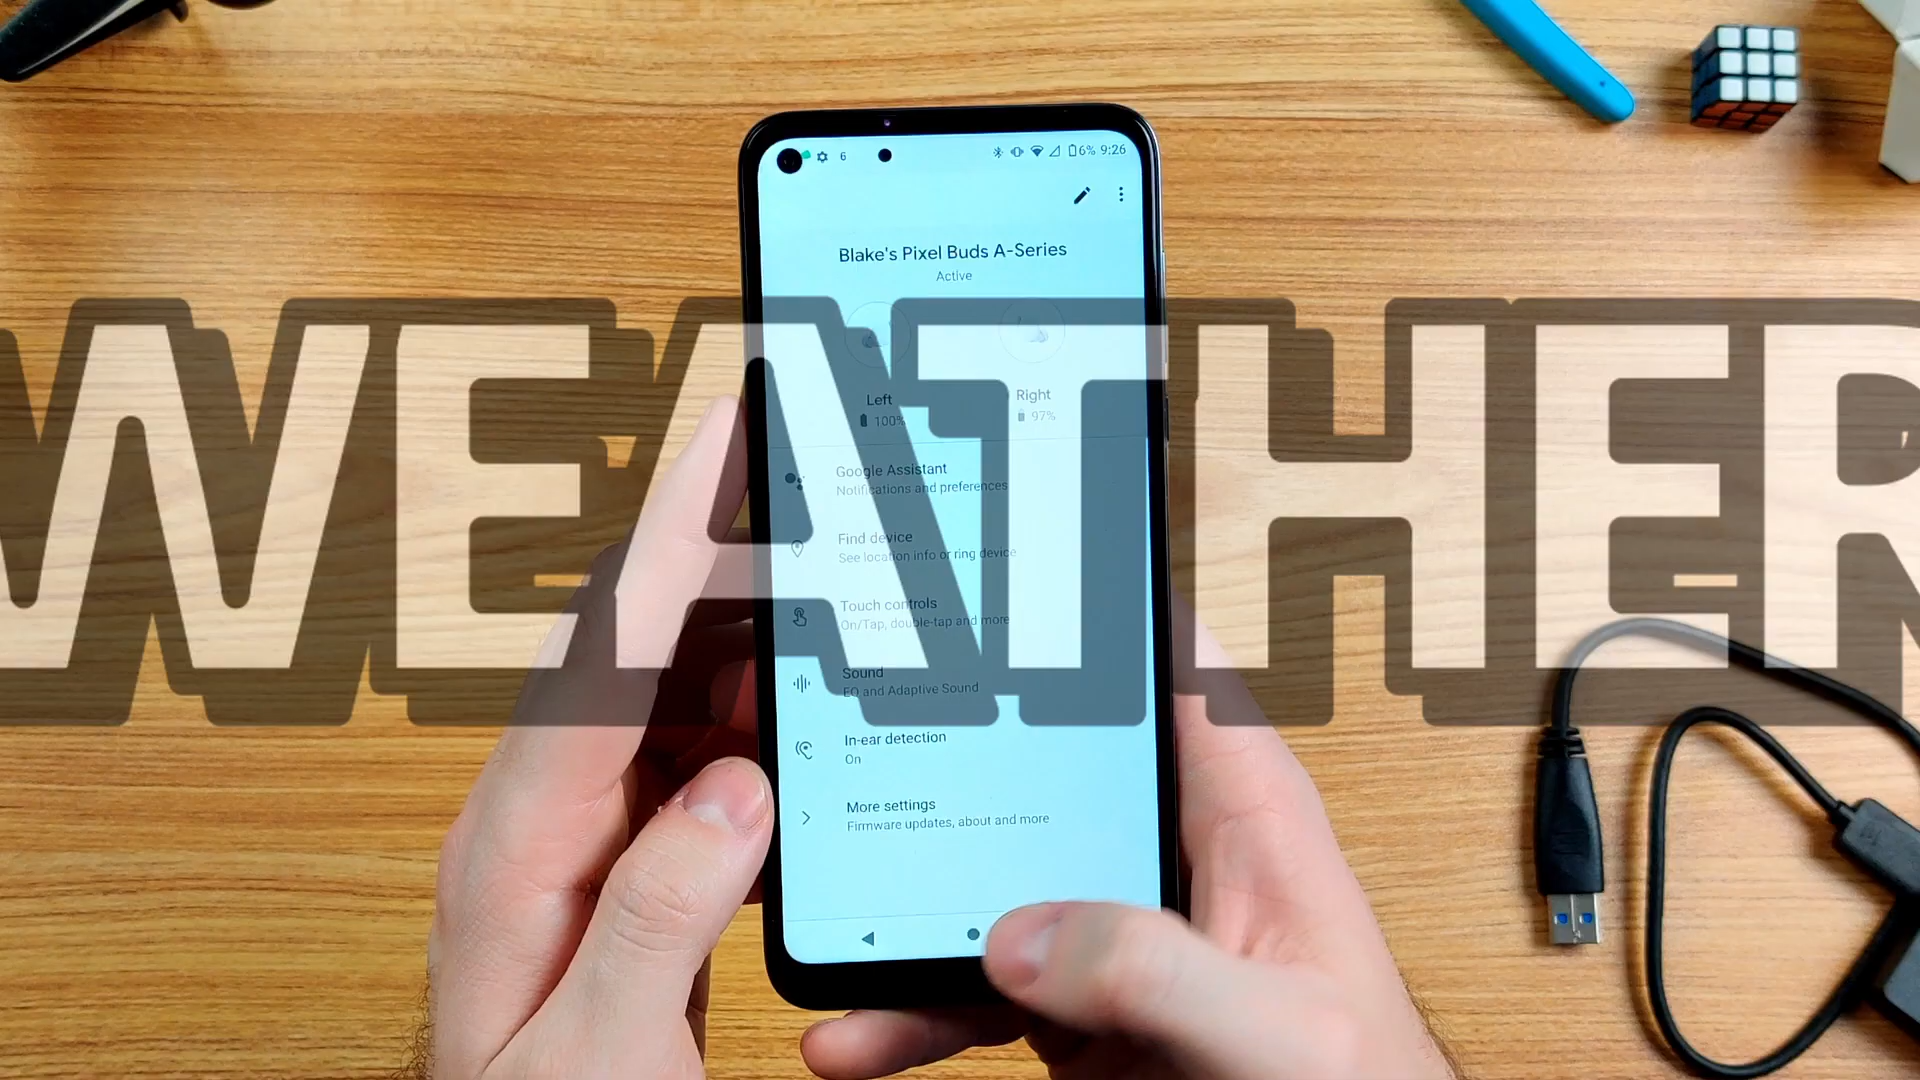 6 6% 9:26
Blake's Pixel Buds A-Series
Active
WEATHER
Left Right
100% 97%
Google Assistant
Notifications and preferences
Find device
See location info or ring device
Touch controls
On/Tap, double-tap and more
Sound
EQ and Adaptive Sound
In-ear detection
On
More settings
Firmware updates, about and more